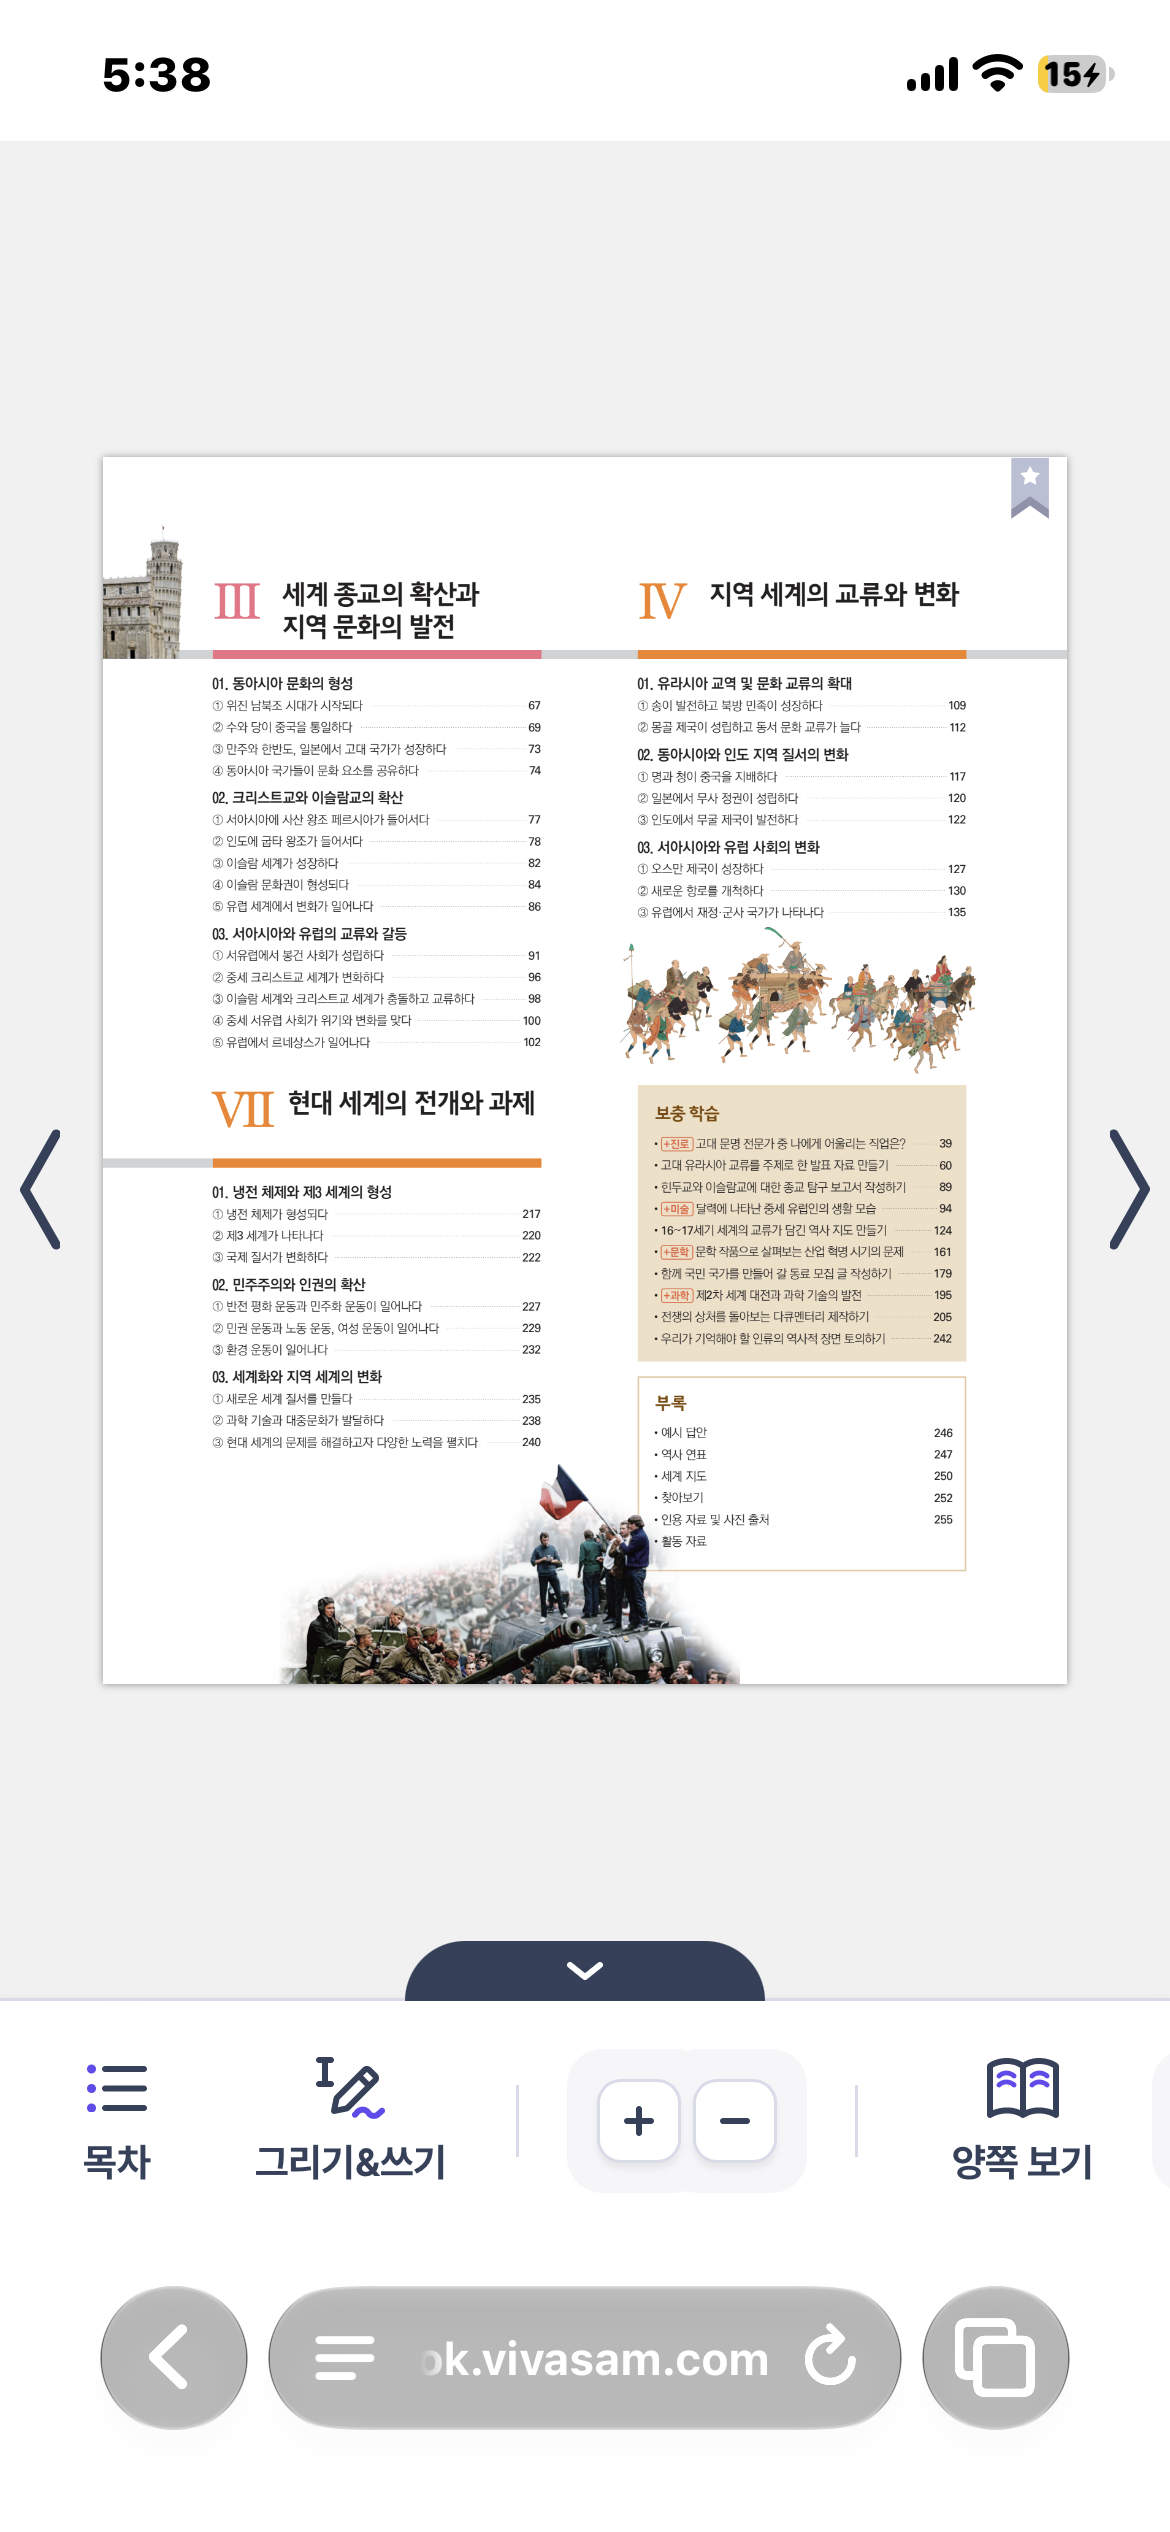 5:38
15
III 세계 종교의 확산과
지역 문화의 발전
01. 동아시아 문화의 형성
① 위진 남북조 시대가 시작되다 67
② 수와 당이 중국을 통일하다 69
③ 만주와 한반도, 일본에서 고대 국가가 성장하다 73
④ 동아시아 국가들이 문화 요소를 공유하다 74
02. 크리스트교와 이슬람교의 확산
① 서아시아에 사산 왕조 페르시아가 들어서다 77
② 인도에 굽타 왕조가 들어서다 78
③ 이슬람 세계가 성장하다 82
④ 이슬람 문화권이 형성되다 84
⑤ 유럽 세계에서 변화가 일어나다 86
03. 서아시아와 유럽의 교류와 갈등
① 서유럽에서 봉건 사회가 성립하다 91
② 중세 크리스트교 세계가 변화하다 96
③ 이슬람 세계와 크리스트교 세계가 충돌하고 교류하다 98
④ 중세 서유럽 사회가 위기와 변화를 맞다 100
⑤ 유럽에서 르네상스가 일어나다 102
VII 현대 세계의 전개와 과제
01. 냉전 체제와 제3 세계의 형성
① 냉전 체제가 형성되다 217
② 제3 세계가 나타나다 220
③ 국제 질서가 변화하다 222
02. 민주주의와 인권의 확산
① 반전 평화 운동과 민주화 운동이 일어나다 227
② 민권 운동과 노동 운동, 여성 운동이 일어나다 229
③ 환경 운동이 일어나다 232
03. 세계화와 지역 세계의 변화
① 새로운 세계 질서를 만들다 235
② 과학 기술과 대중문화가 발달하다 238
③ 현대 세계의 문제를 해결하고자 다양한 노력을 펼치다 240
IV 지역 세계의 교류와 변화
01. 유라시아 교역 및 문화 교류의 확대
① 송이 발전하고 북방 민족이 성장하다 109
② 몽골 제국이 성립하고 동서 문화 교류가 늘다 112
02. 동아시아와 인도 지역 질서의 변화
① 명과 청이 중국을 지배하다 117
② 일본에서 무사 정권이 성립하다 120
③ 인도에서 무굴 제국이 발전하다 122
03. 서아시아와 유럽 사회의 변화
① 오스만 제국이 성장하다 127
② 새로운 항로를 개척하다 130
③ 유럽에서 재정·군사 국가가 나타나다 135
보충 학습
• +진로 고대 문명 전문가 중 나에게 어울리는 직업은? 39
• 고대 유라시아 교류를 주제로 한 발표 자료 만들기 60
• 힌두교와 이슬람교에 대한 종교 탐구 보고서 작성하기 89
• +미술 달력에 나타난 중세 유럽인의 생활 모습 94
• 16~17세기 세계의 교류가 담긴 역사 지도 만들기 124
• +문학 문학 작품으로 살펴보는 산업 혁명 시기의 문제 161
• 함께 국민 국가를 만들어 갈 동료 모집 글 작성하기 179
• +과학 제2차 세계 대전과 과학 기술의 발전 195
• 전쟁의 상처를 돌아보는 다큐멘터리 제작하기 205
• 우리가 기억해야 할 인류의 역사적 장면 토의하기 242
부록
• 예시 답안 246
• 역사 연표 247
• 세계 지도 250
• 찾아보기 252
• 인용 자료 및 사진 출처 255
• 활동 자료
목차
그리기&쓰기
양쪽 보기
ok.vivasam.com